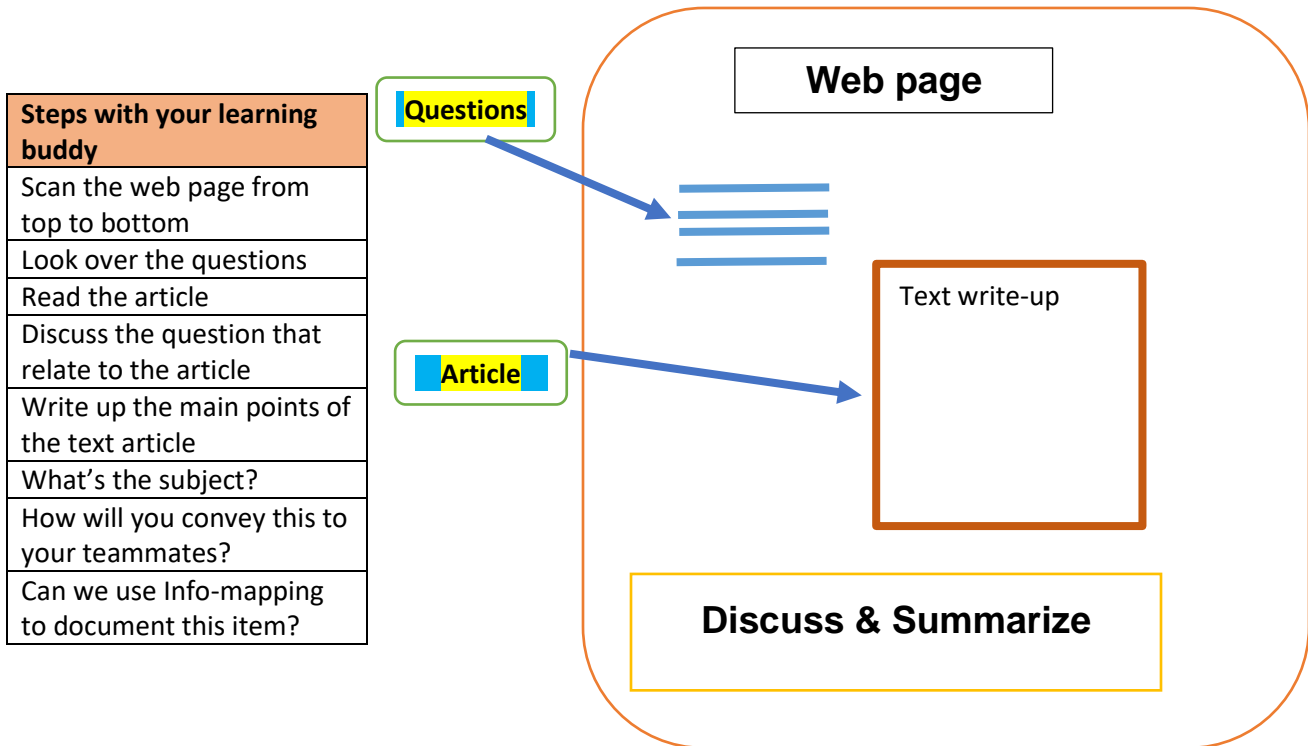 Steps with your learning
buddy
Scan the web page from
top to bottom
Look over the questions
Read the article
Discuss the question that
relate to the article
Write up the main points of
the text article
What’s the subject?
How will you convey this to
your teammates?
Can we use Info-mapping
to document this item?
Questions
Article
Web page
Text write-up
Discuss & Summarize